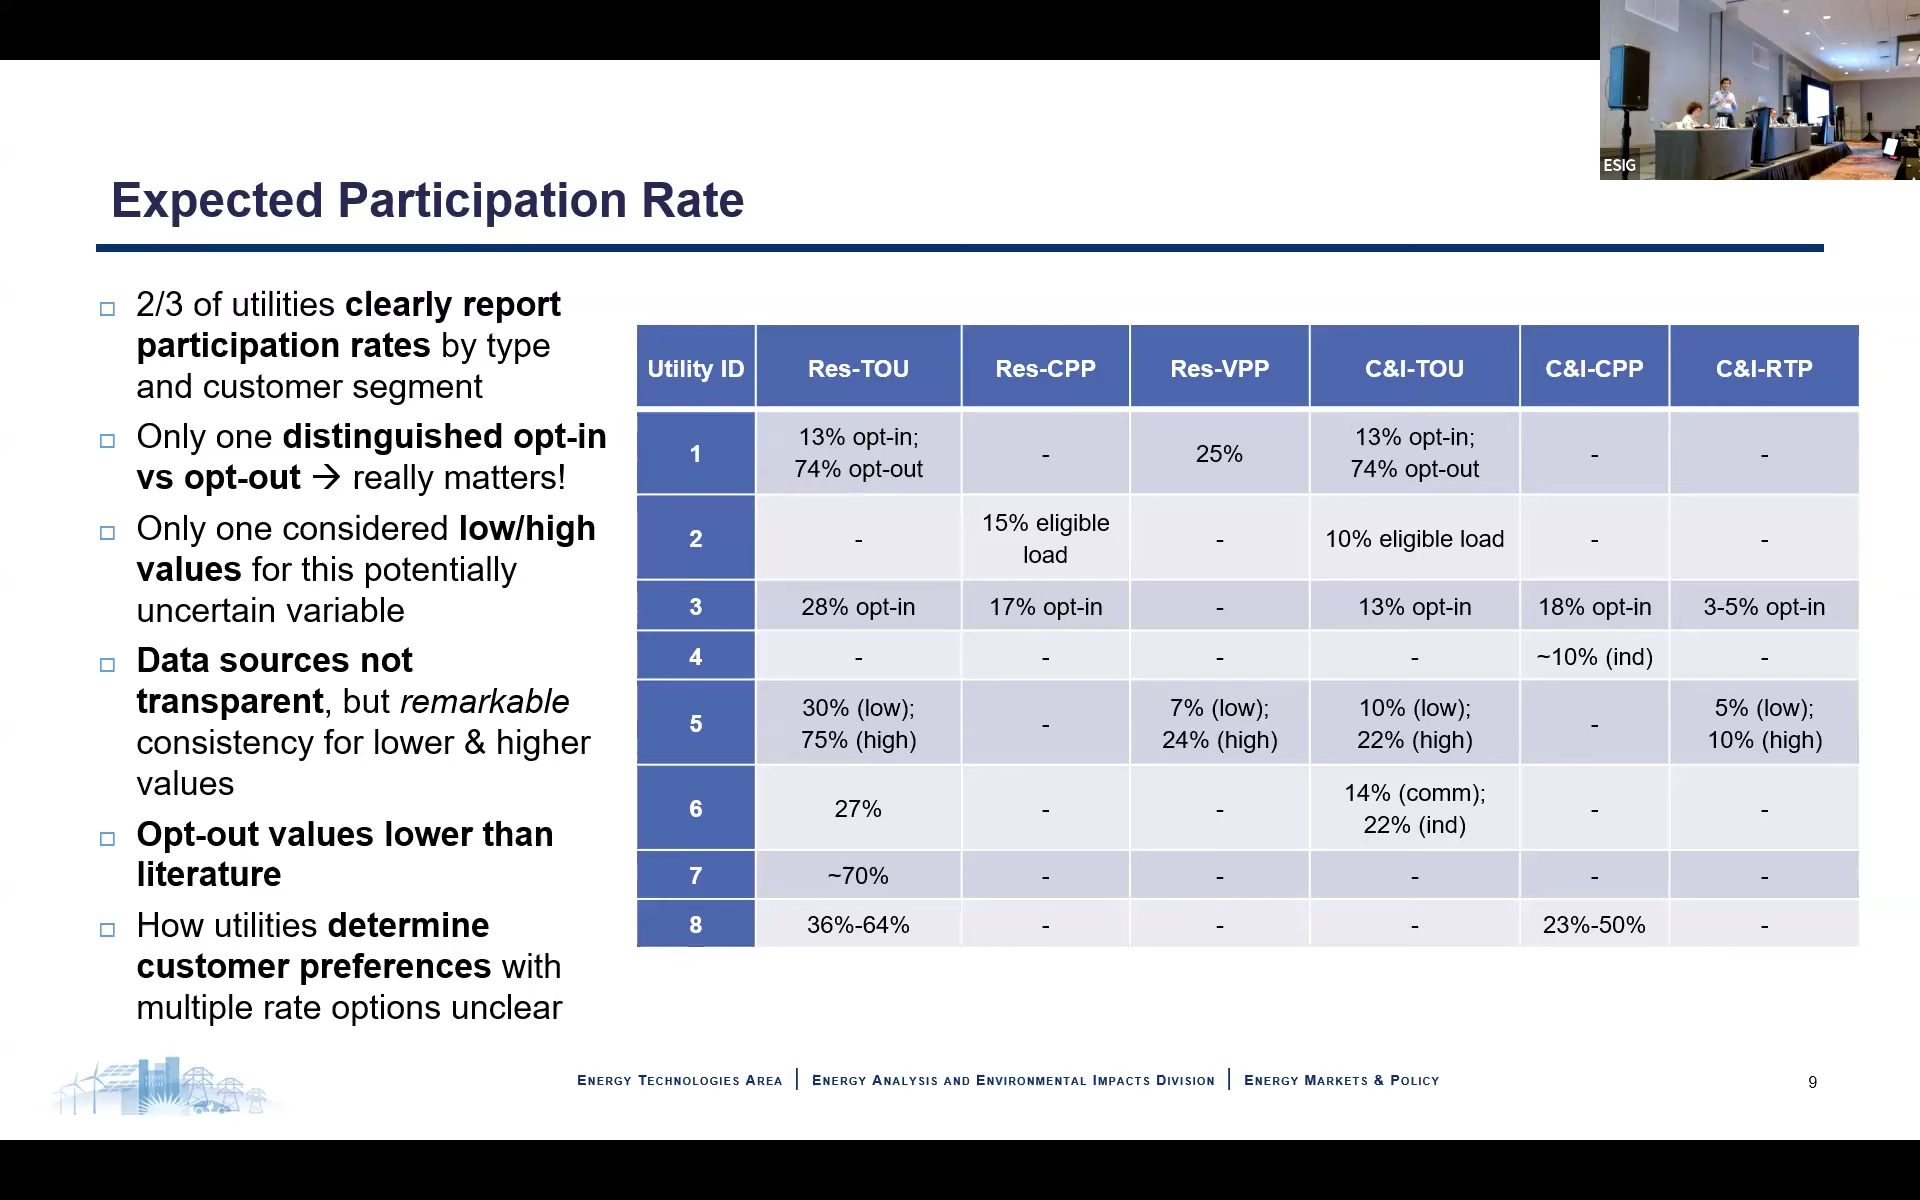 ESIG
Expected Participation Rate
2/3 of utilities clearly report
participation rates by type
and customer segment
Only one distinguished opt-in
vs opt-out → really matters!
Only one considered low/high
values for this potentially
uncertain variable
Data sources not
transparent, but remarkable
consistency for lower & higher
values
Opt-out values lower than
literature
How utilities determine
customer preferences with
multiple rate options unclear
Utility ID Res-TOU Res-CPP Res-VPP C&I-TOU C&I-CPP C&I-RTP
1 13% opt-in; 74% opt-out - 25% 13% opt-in; 74% opt-out - -
2 - 15% eligible load - 10% eligible load - -
3 28% opt-in 17% opt-in - 13% opt-in 18% opt-in 3-5% opt-in
4 - - - - ~10% (ind) -
5 30% (low); 75% (high) - 7% (low); 24% (high) 10% (low); 22% (high) - 5% (low); 10% (high)
6 27% - - 14% (comm); 22% (ind) - -
7 ~70% - - - - -
8 36%-64% - - - 23%-50% -
ENERGY TECHNOLOGIES AREA | ENERGY ANALYSIS AND ENVIRONMENTAL IMPACTS DIVISION | ENERGY MARKETS & POLICY
9